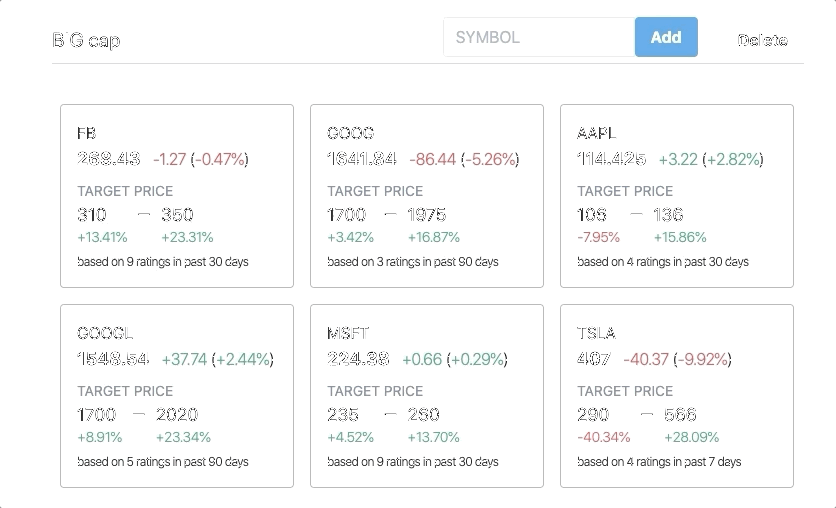 BIG cap
SYMBOL
Add
Delete
FB
268.43 -1.27 (-0.47%)
TARGET PRICE
310 — 350
+13.41% +23.31%
based on 9 ratings in past 30 days
GOOG
1641.84 -86.44 (-5.26%)
TARGET PRICE
1700 — 1975
+3.42% +16.87%
based on 3 ratings in past 90 days
AAPL
114.425 +3.22 (+2.82%)
TARGET PRICE
106 — 136
-7.95% +15.86%
based on 4 ratings in past 30 days
GOOGL
1548.54 +37.74 (+2.44%)
TARGET PRICE
1700 — 2020
+8.91% +23.34%
based on 5 ratings in past 90 days
MSFT
224.38 +0.66 (+0.29%)
TARGET PRICE
235 — 260
+4.52% +13.70%
based on 9 ratings in past 30 days
TSLA
407 -40.37 (-9.92%)
TARGET PRICE
290 — 566
-40.34% +28.09%
based on 4 ratings in past 7 days